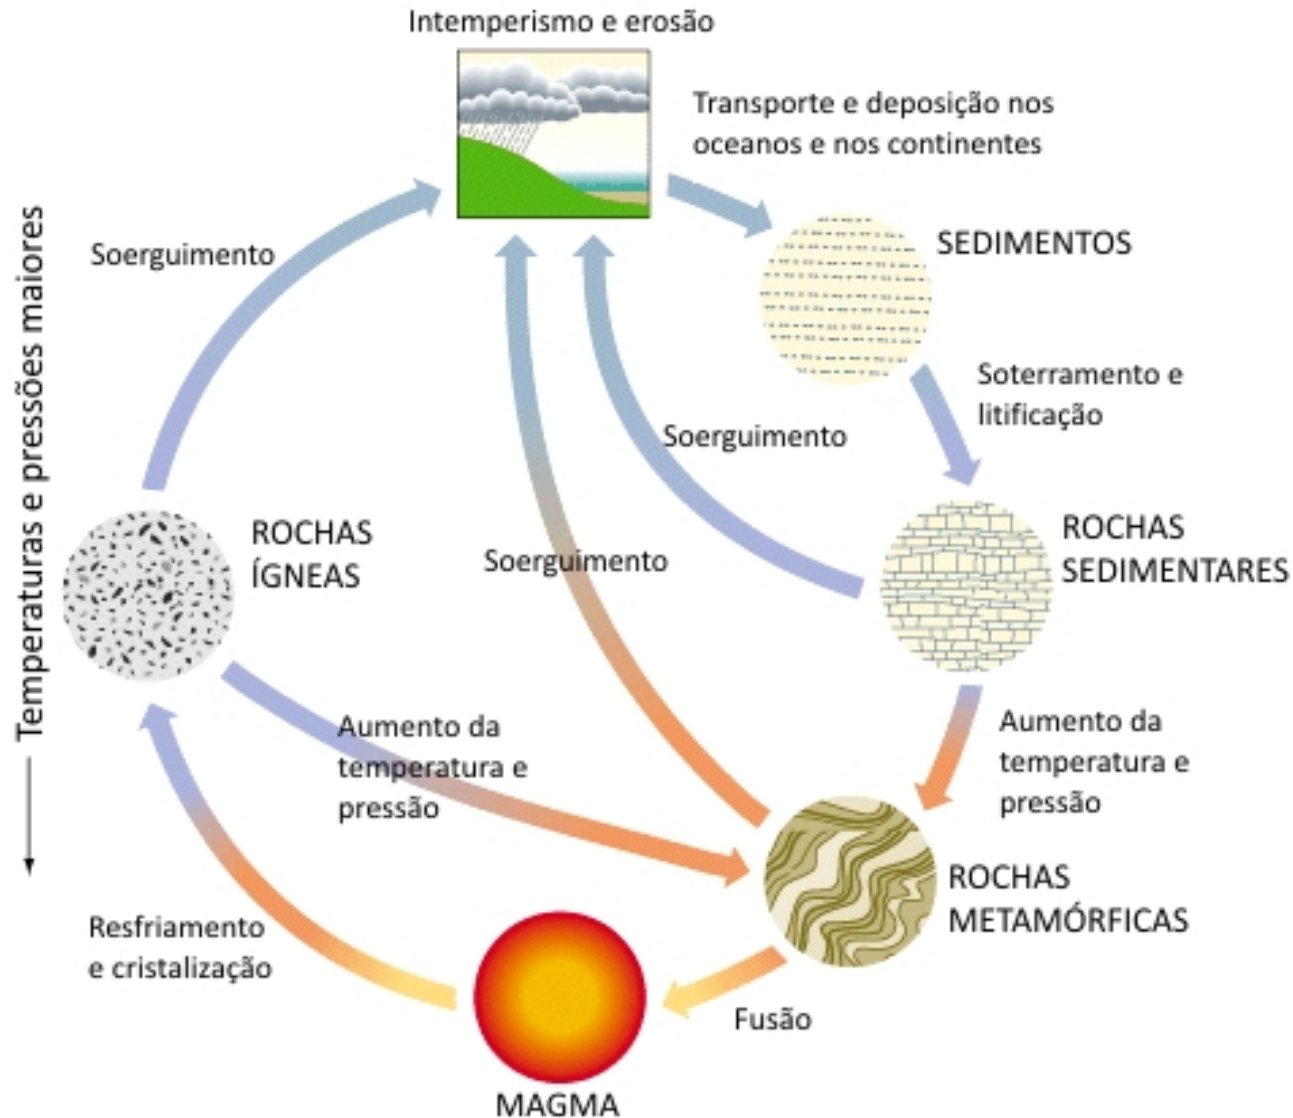 Intemperismo e erosão
Transporte e deposição nos
oceanos e nos continentes
SEDIMENTOS
Soerguimento
Temperaturas e pressões maiores
Soterramento e
litificação
Soerguimento
ROCHAS
ÍGNEAS
Soerguimento
ROCHAS
SEDIMENTARES
Aumento da
temperatura e
pressão
Aumento da
temperatura e
pressão
ROCHAS
METAMÓRFICAS
Resfriamento
e cristalização
Fusão
MAGMA